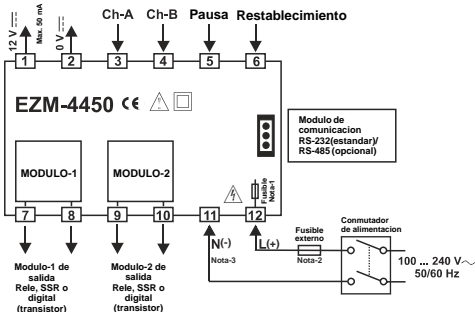 Ch-A Ch-B Pausa Restablecimiento
12 V
Max. 50 mA
0 V
1 2 3 4 5 6
EZM-4450 CE
Modulo de
comunicacion
RS-232(estandar)/
RS-485 (opcional)
MODULO-1 MODULO-2
Fusible
Nota-1
7 8 9 10 11 12
Modulo-1 de
salida
Rele, SSR o
digital
(transistor)
Modulo-2 de
salida
Rele, SSR o
digital
(transistor)
N(-)
Nota-3
L(+)
Fusible
externo
Nota-2
Conmutador
de alimentacion
100 ... 240 V
50/60 Hz